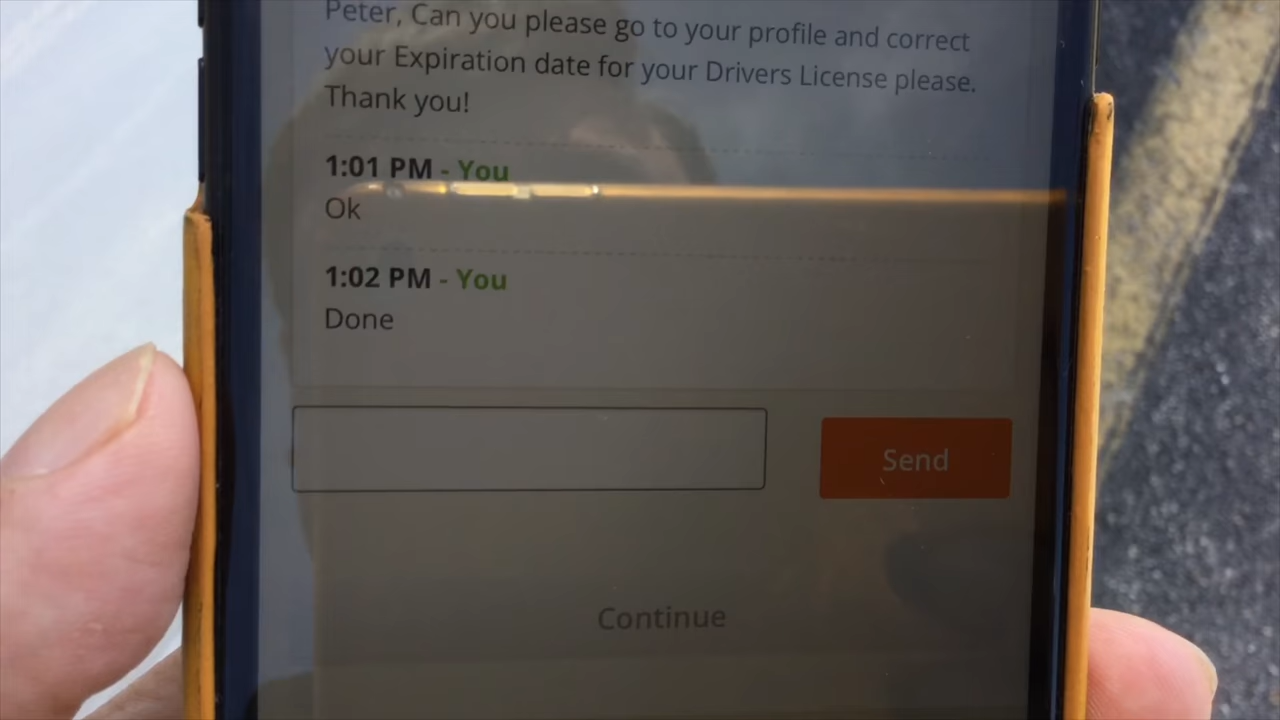 Peter, Can you please go to your profile and correct
your Expiration date for your Drivers License please.
Thank you!
1:01 PM - You
Ok
1:02 PM - You
Done
Send
Continue